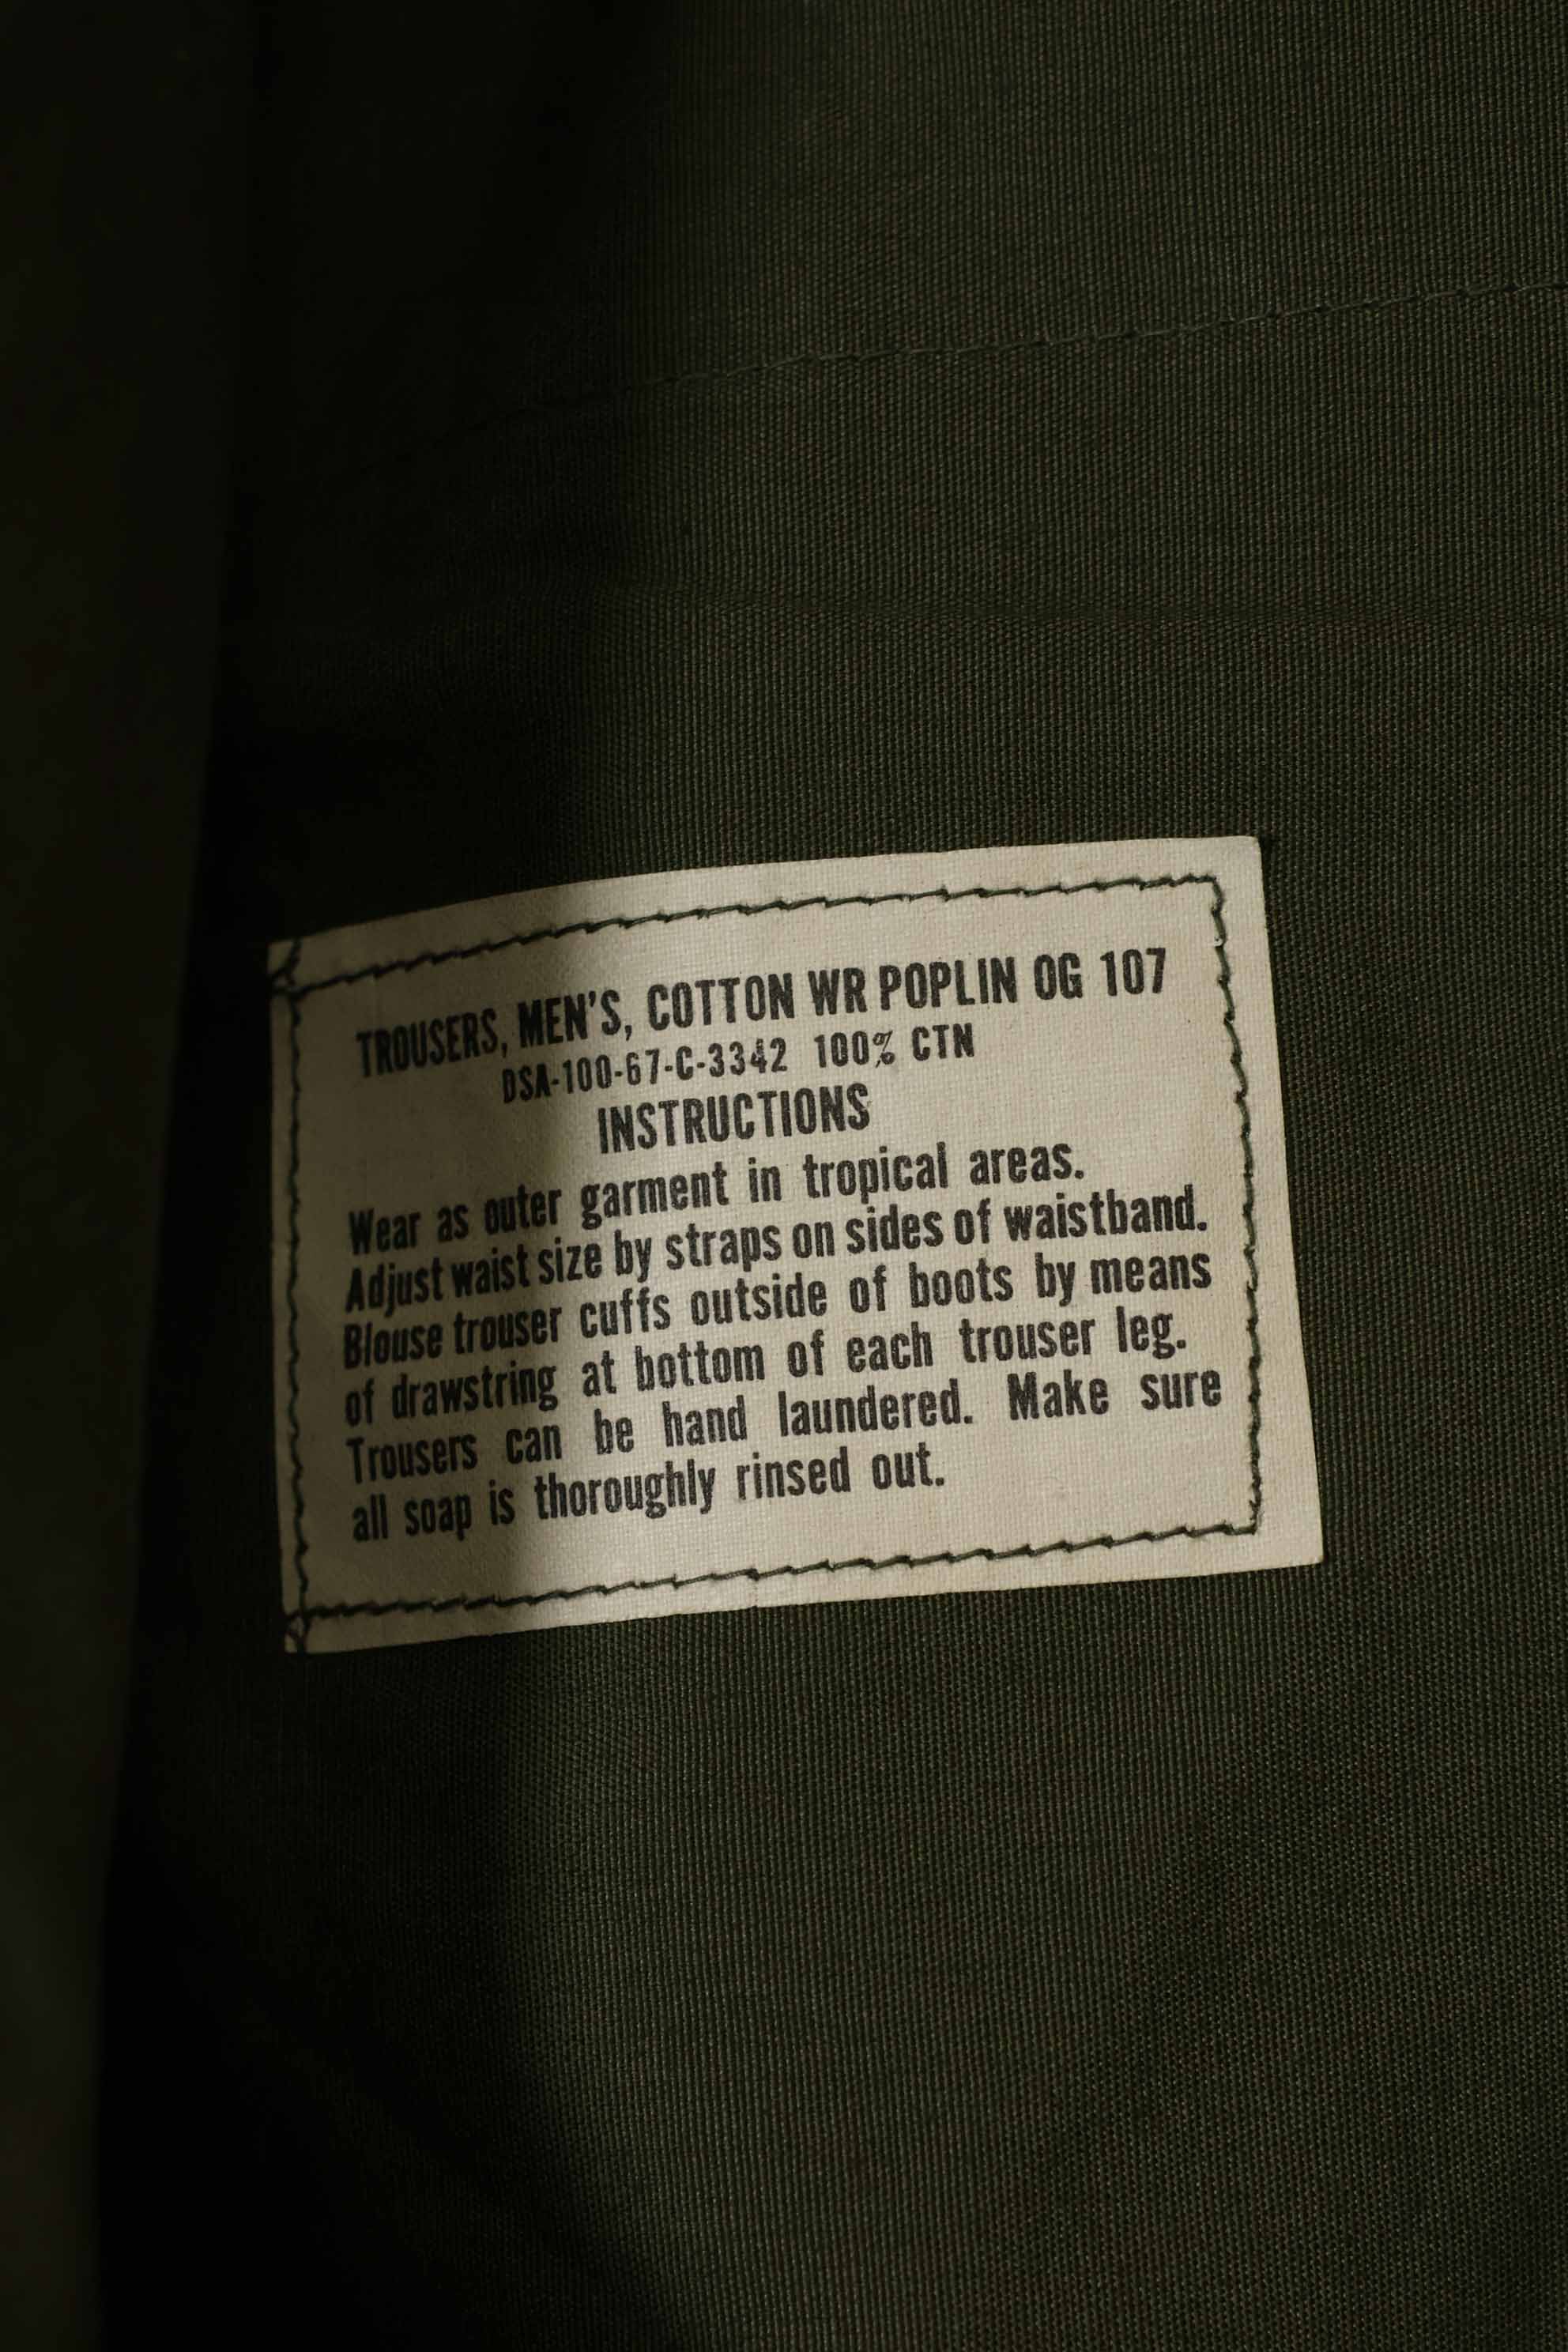 TROUSERS, MEN'S, COTTON WR POPLIN OG 107
DSA-100-67-C-3342 100% CTN
INSTRUCTIONS
Wear as outer garment in tropical areas.
Adjust waist size by straps on sides of waistband.
Blouse trouser cuffs outside of boots by means
of drawstring at bottom of each trouser leg.
Trousers can be hand laundered. Make sure
all soap is thoroughly rinsed out.